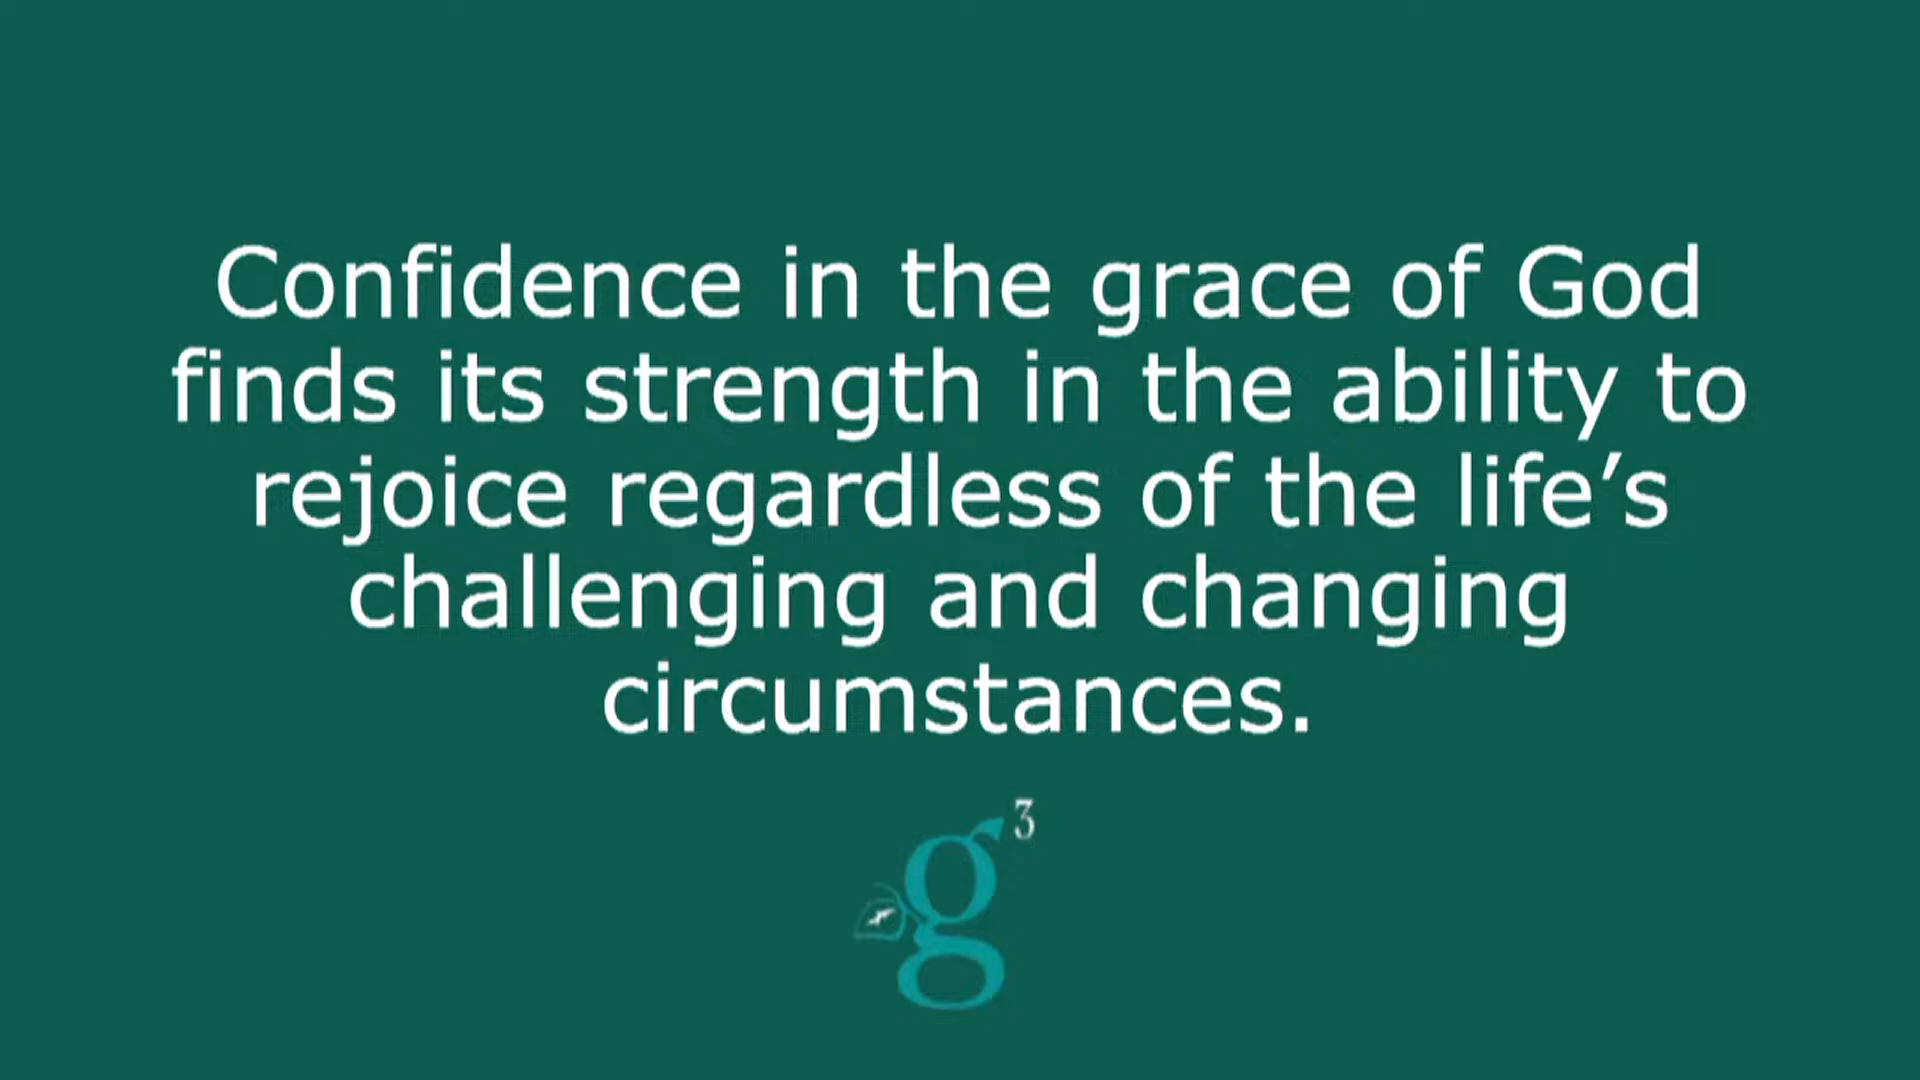 Confidence in the grace of God
finds its strength in the ability to
rejoice regardless of the life’s
challenging and changing
circumstances.
g³